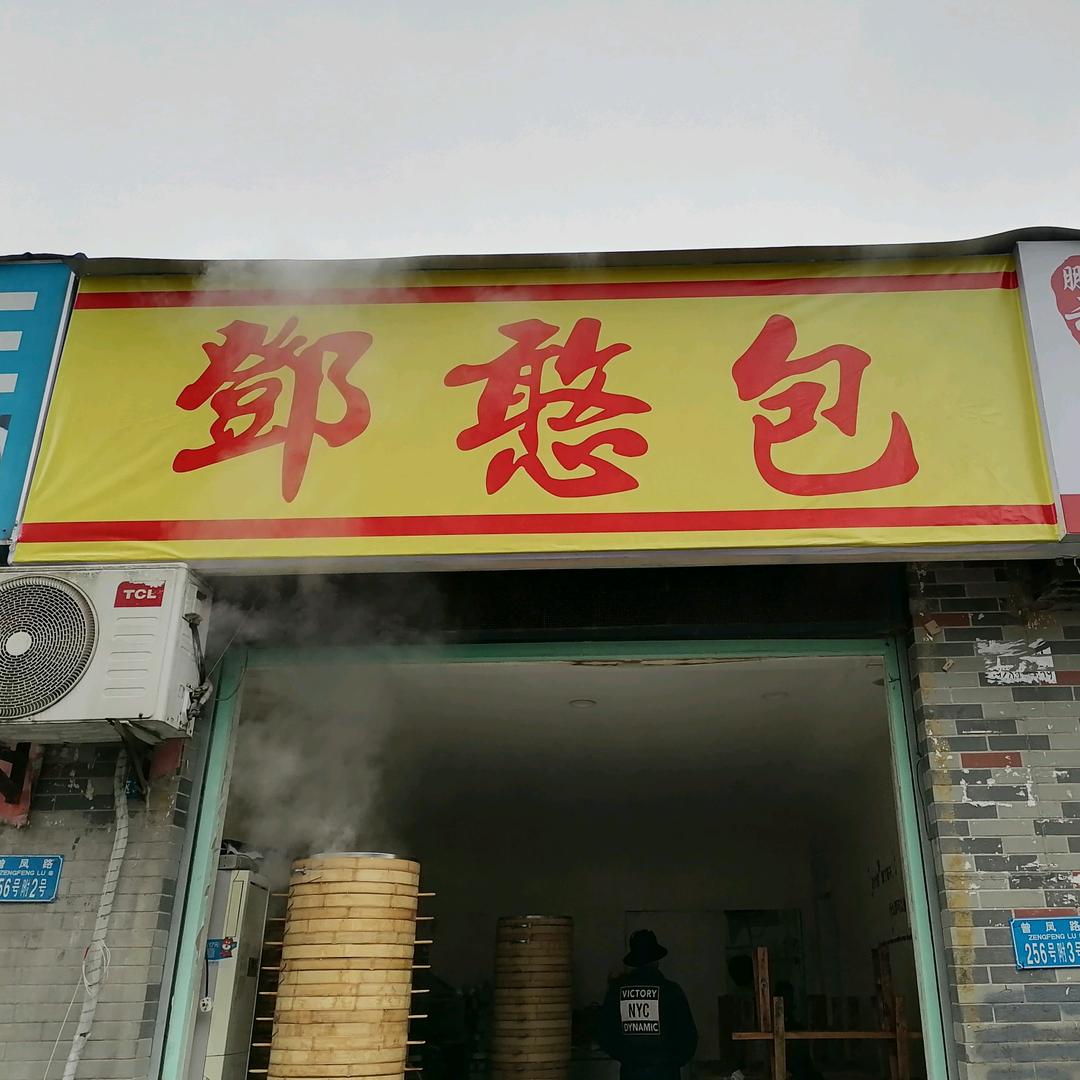 鄧憨包
TCL
曾凤路
ZENGFENG LU
56号附2号
曾凤路
ZENGFENG LU
256号附3号
VICTORY
NYC
DYNAMIC